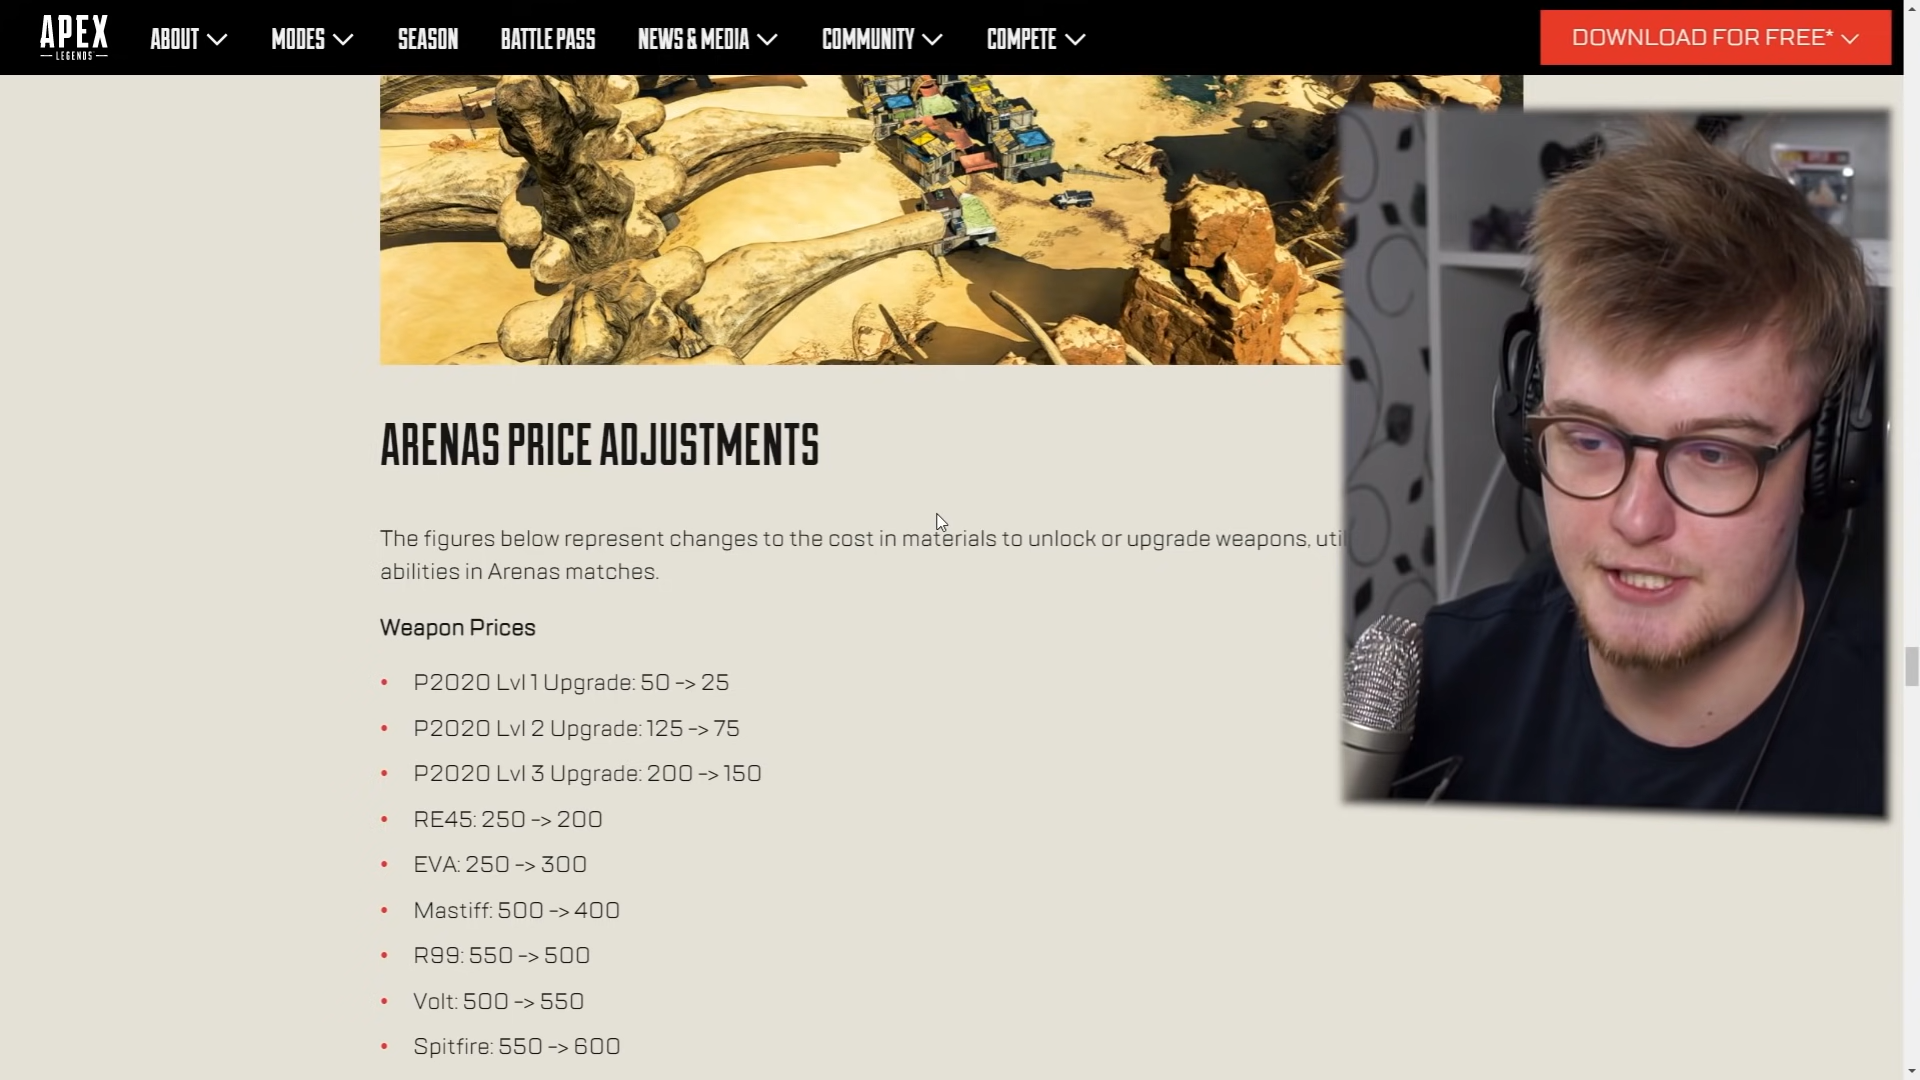 APEX
LEGENDS
ABOUT
MODES
SEASON
BATTLE PASS
NEWS & MEDIA
COMMUNITY
COMPETE
DOWNLOAD FOR FREE*
ARENAS PRICE ADJUSTMENTS
The figures below represent changes to the cost in materials to unlock or upgrade weapons,
abilities in Arenas matches.
Weapon Prices
• P2020 Lvl 1 Upgrade: 50 -> 25
• P2020 Lvl 2 Upgrade: 125 -> 75
• P2020 Lvl 3 Upgrade: 200 -> 150
• RE45: 250 -> 200
• EVA: 250 -> 300
• Mastiff: 500 -> 400
• R99: 550 -> 500
• Volt: 500 -> 550
• Spitfire: 550 -> 600